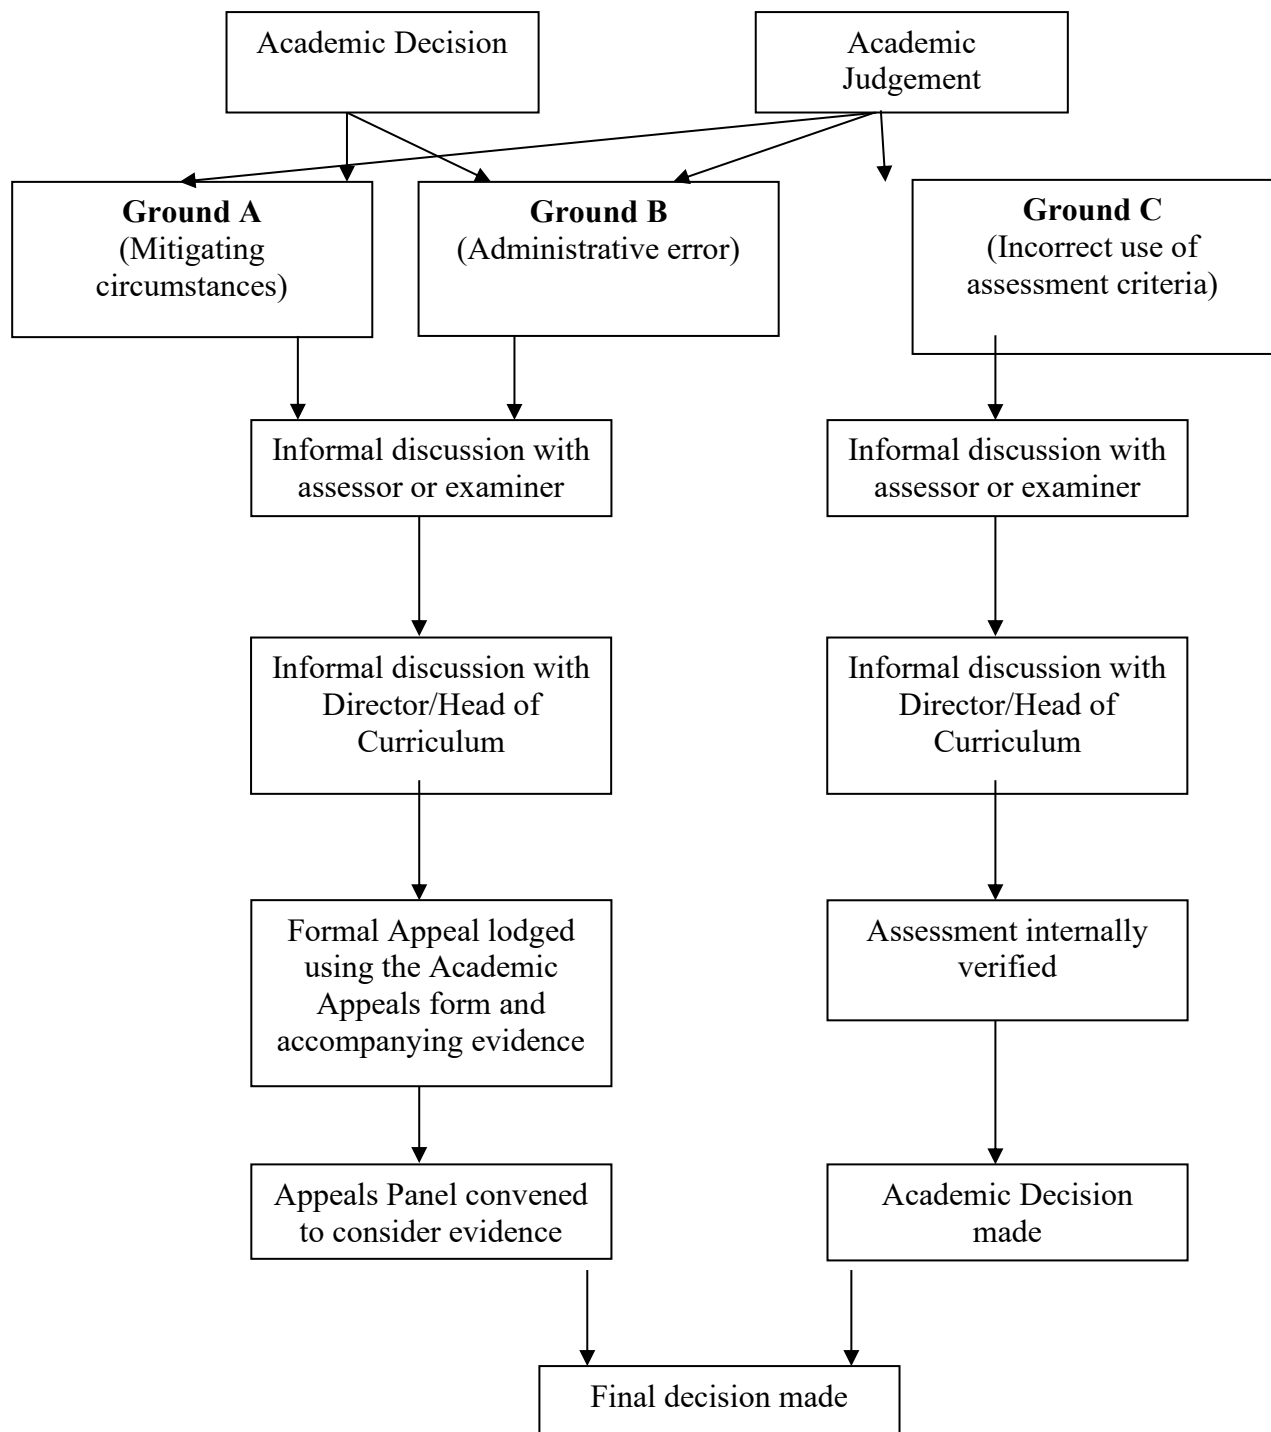 Academic Decision
Academic
Judgement
Ground A
(Mitigating
circumstances)
Ground B
(Administrative error)
Ground C
(Incorrect use of
assessment criteria)
Informal discussion with
assessor or examiner
Informal discussion with
assessor or examiner
Informal discussion with
Director/Head of
Curriculum
Informal discussion with
Director/Head of
Curriculum
Formal Appeal lodged
using the Academic
Appeals form and
accompanying evidence
Assessment internally
verified
Appeals Panel convened
to consider evidence
Academic Decision
made
Final decision made